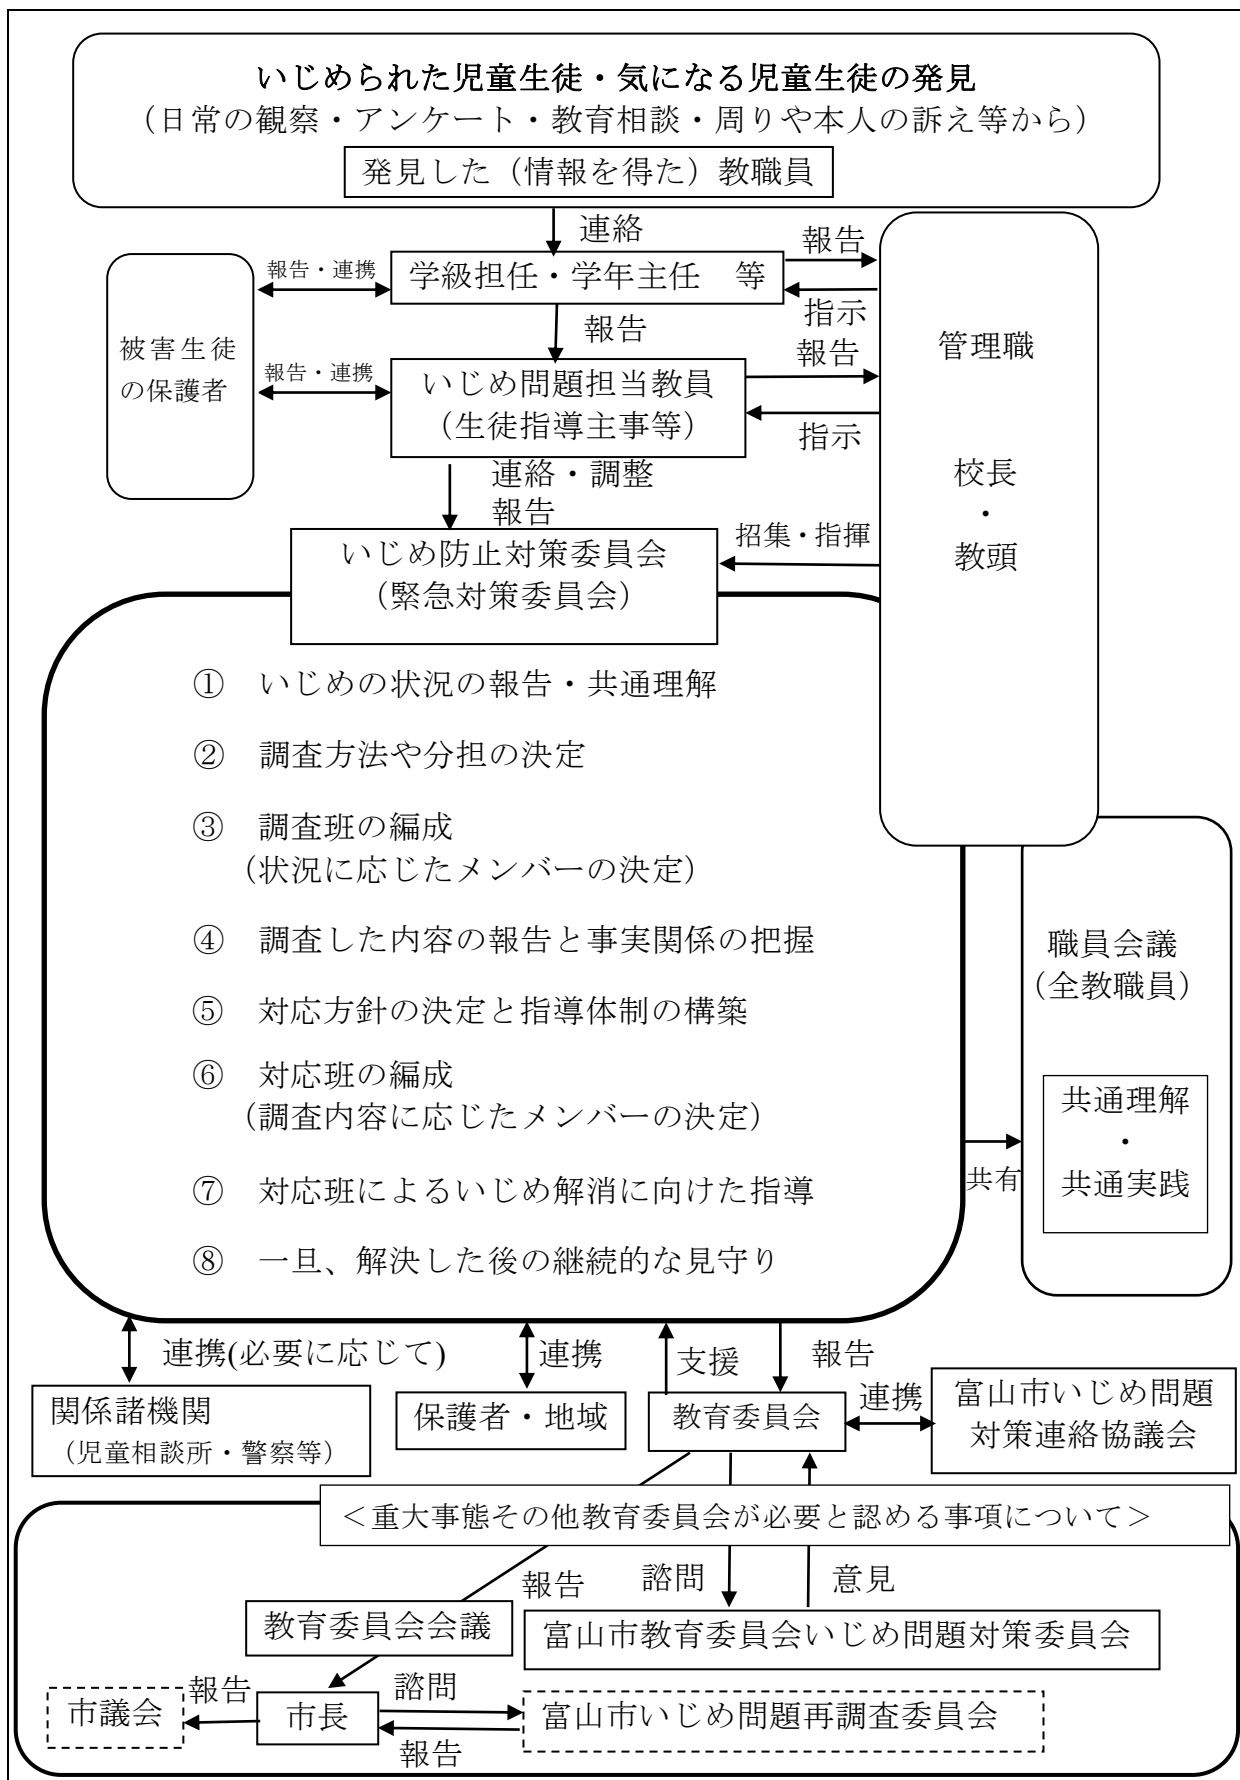 いじめられた児童生徒・気になる児童生徒の発見
（日常の観察・アンケート・教育相談・周りや本人の訴え等から）
発見した（情報を得た）教職員
連絡
報告
報告・連携
学級担任・学年主任　等
指示
報告
被害生徒
の保護者
管理職
校長
・
教頭
報告
報告・連携
いじめ問題担当教員
（生徒指導主事等）
指示
連絡・調整
報告
招集・指揮
いじめ防止対策委員会
（緊急対策委員会）
①　いじめの状況の報告・共通理解
②　調査方法や分担の決定
③　調査班の編成
（状況に応じたメンバーの決定）
④　調査した内容の報告と事実関係の把握
⑤　対応方針の決定と指導体制の構築
⑥　対応班の編成
（調査内容に応じたメンバーの決定）
⑦　対応班によるいじめ解消に向けた指導
⑧　一旦、解決した後の継続的な見守り
職員会議
（全教職員）
共通理解
・
共通実践
共有
連携(必要に応じて)
連携
支援
報告
関係諸機関
（児童相談所・警察等）
保護者・地域
教育委員会
連携
富山市いじめ問題
対策連絡協議会
＜重大事態その他教育委員会が必要と認める事項について＞
報告
諮問
意見
教育委員会会議
富山市教育委員会いじめ問題対策委員会
市議会
報告
市長
諮問
報告
富山市いじめ問題再調査委員会